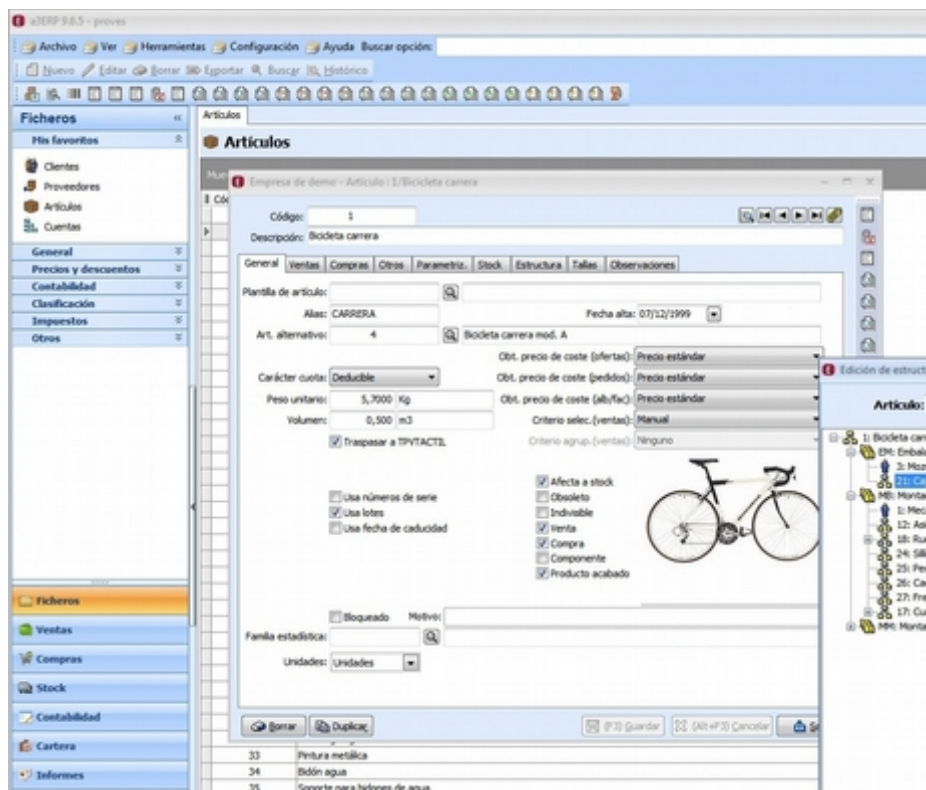 a3ERP 9.6.5 - proves
Archivo Ver Herramientas Configuración Ayuda Buscar opción:
Nuevo Editar Borrar Exportar Buscar Histórico
Ficheros
Mis favoritos
Clientes
Proveedores
Artículos
Cuentas
General
Precios y descuentos
Contabilidad
Clasificación
Impuestos
Otros
Ficheros
Ventas
Compras
Stock
Contabilidad
Cartera
Informes
Artículos
Artículos
Empresa de demo - Artículo : 1/Bicicleta carrera
Código: 1
Descripción: Bicicleta carrera
General Ventas Compras Otros Parametriz. Stock Estructura Tallas Observaciones
Plantilla de artículo:
Alias: CARRERA Fecha alta: 07/12/1999
Art. alternativo: 4 Bicicleta carrera mod. A
Obt. precio de coste (ofertas): Precio estándar
Carácter cuota: Deducible Obt. precio de coste (pedidos): Precio estándar
Peso unitario: 5,7000 Kg Obt. precio de coste (alb/fac): Precio estándar
Volumen: 0,500 m3 Criterio selec.(ventas): Manual
Traspasar a TPVTACTIL Criterio agrup.(ventas): Ninguno
Afecta a stock
Usa números de serie Obsoleto
Usa lotes Indivisible
Usa fecha de caducidad Venta
Compra
Componente
Producto acabado
Bloqueado Motivo:
Familia estadística:
Unidades: Unidades
Borrar Duplicar (F3) Guardar (Alt+F3) Cancelar
33 Pintura metálica
34 Bidón agua
35 Soporte para bidones de agua
Edición de estruct
Artículo:
1: Bicicleta carr
EM: Embala
3: Moz
21: Ca
MB: Monta
1: Mec
12: Asi
18: Rue
24: Silli
25: Pe
26: Ca
27: Fre
17: Cu
MM: Monta